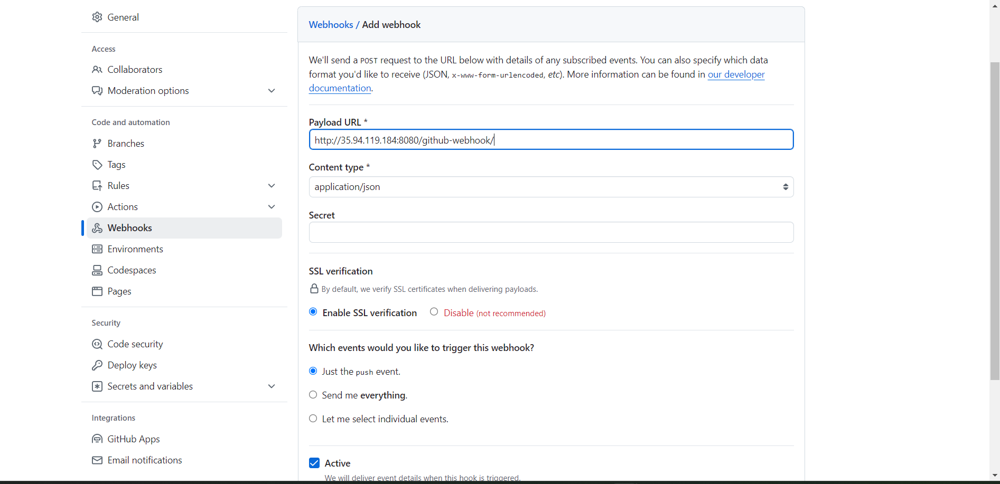 General
Access
Collaborators
Moderation options
Code and automation
Branches
Tags
Rules
Actions
Webhooks
Environments
Codespaces
Pages
Security
Code security
Deploy keys
Secrets and variables
Integrations
GitHub Apps
Email notifications
Webhooks / Add webhook
We'll send a POST request to the URL below with details of any subscribed events. You can also specify which data
format you'd like to receive (JSON, x-www-form-urlencoded, etc). More information can be found in our developer
documentation.
Payload URL *
http://35.94.119.184:8080/github-webhook/
Content type *
application/json
Secret
SSL verification
By default, we verify SSL certificates when delivering payloads.
Enable SSL verification Disable (not recommended)
Which events would you like to trigger this webhook?
Just the push event.
Send me everything.
Let me select individual events.
Active
We will deliver event details when this hook is triggered.